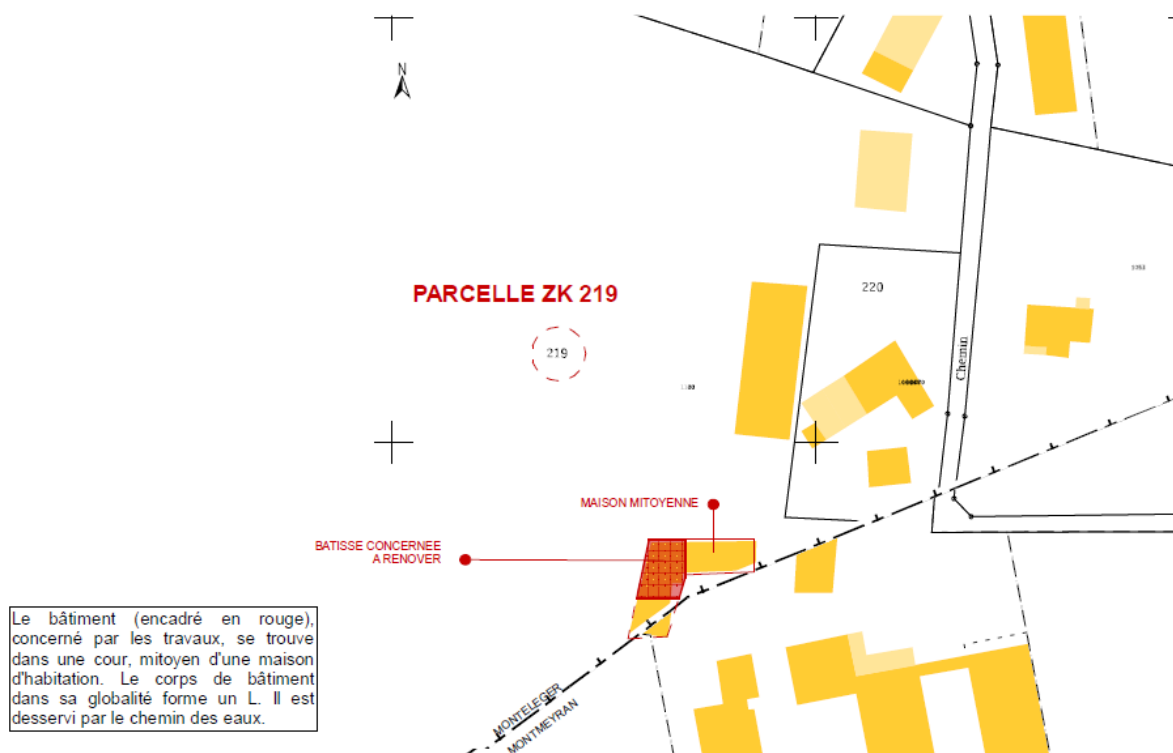 N
PARCELLE ZK 219
219
220
Chemin
MAISON MITOYENNE
BATISSE CONCERNEE
A RENOVER
Le bâtiment (encadré en rouge),
concerné par les travaux, se trouve
dans une cour, mitoyen d'une maison
d'habitation. Le corps de bâtiment
dans sa globalité forme un L. Il est
desservi par le chemin des eaux.
MONTELEGER
MONTMEYRAN